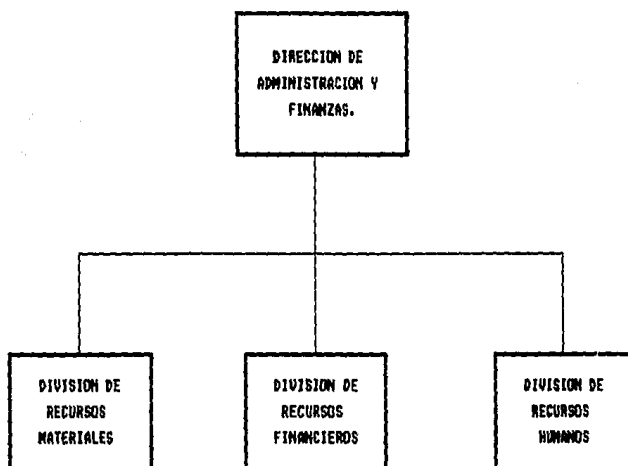 DIRECCION DE
ADMINISTRACION Y
FINANZAS.
DIVISION DE
RECURSOS
MATERIALES
DIVISION DE
RECURSOS
FINANCIEROS
DIVISION DE
RECURSOS
HUMANOS